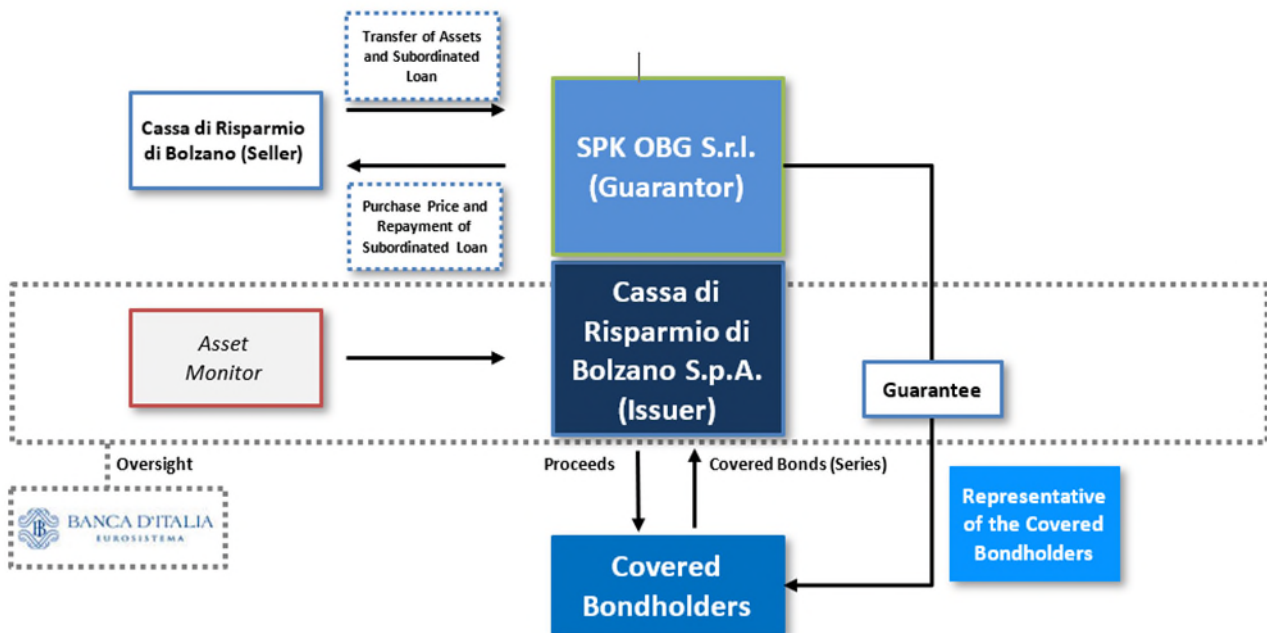 Transfer of Assets
and Subordinated
Loan
Cassa di Risparmio
di Bolzano (Seller)
SPK OBG S.r.l.
(Guarantor)
Purchase Price and
Repayment of
Subordinated Loan
Cassa di
Risparmio di
Bolzano S.p.A.
(Issuer)
Asset
Monitor
Guarantee
Oversight
Proceeds
Covered Bonds (Series)
BANCA D'ITALIA
EUROSISTEMA
Representative
of the Covered
Bondholders
Covered
Bondholders